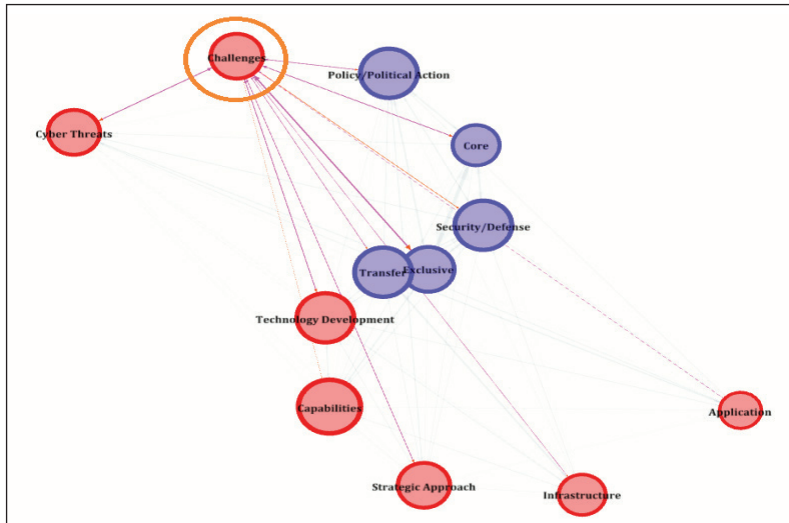 Challenges
Policy/Political Action
Cyber Threats
Core
Security/Defense
Transfer
Exclusive
Technology Development
Capabilities
Application
Strategic Approach
Infrastructure